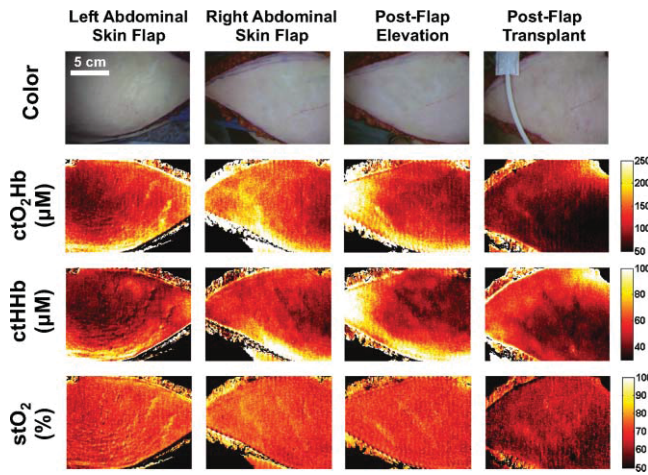 Left Abdominal
Skin Flap
Right Abdominal
Skin Flap
Post-Flap
Elevation
Post-Flap
Transplant
Color
5 cm
ctO₂Hb
(µM)
250
200
150
100
50
ctHHb
(µM)
100
80
60
40
stO₂
(%)
100
90
80
70
60
50